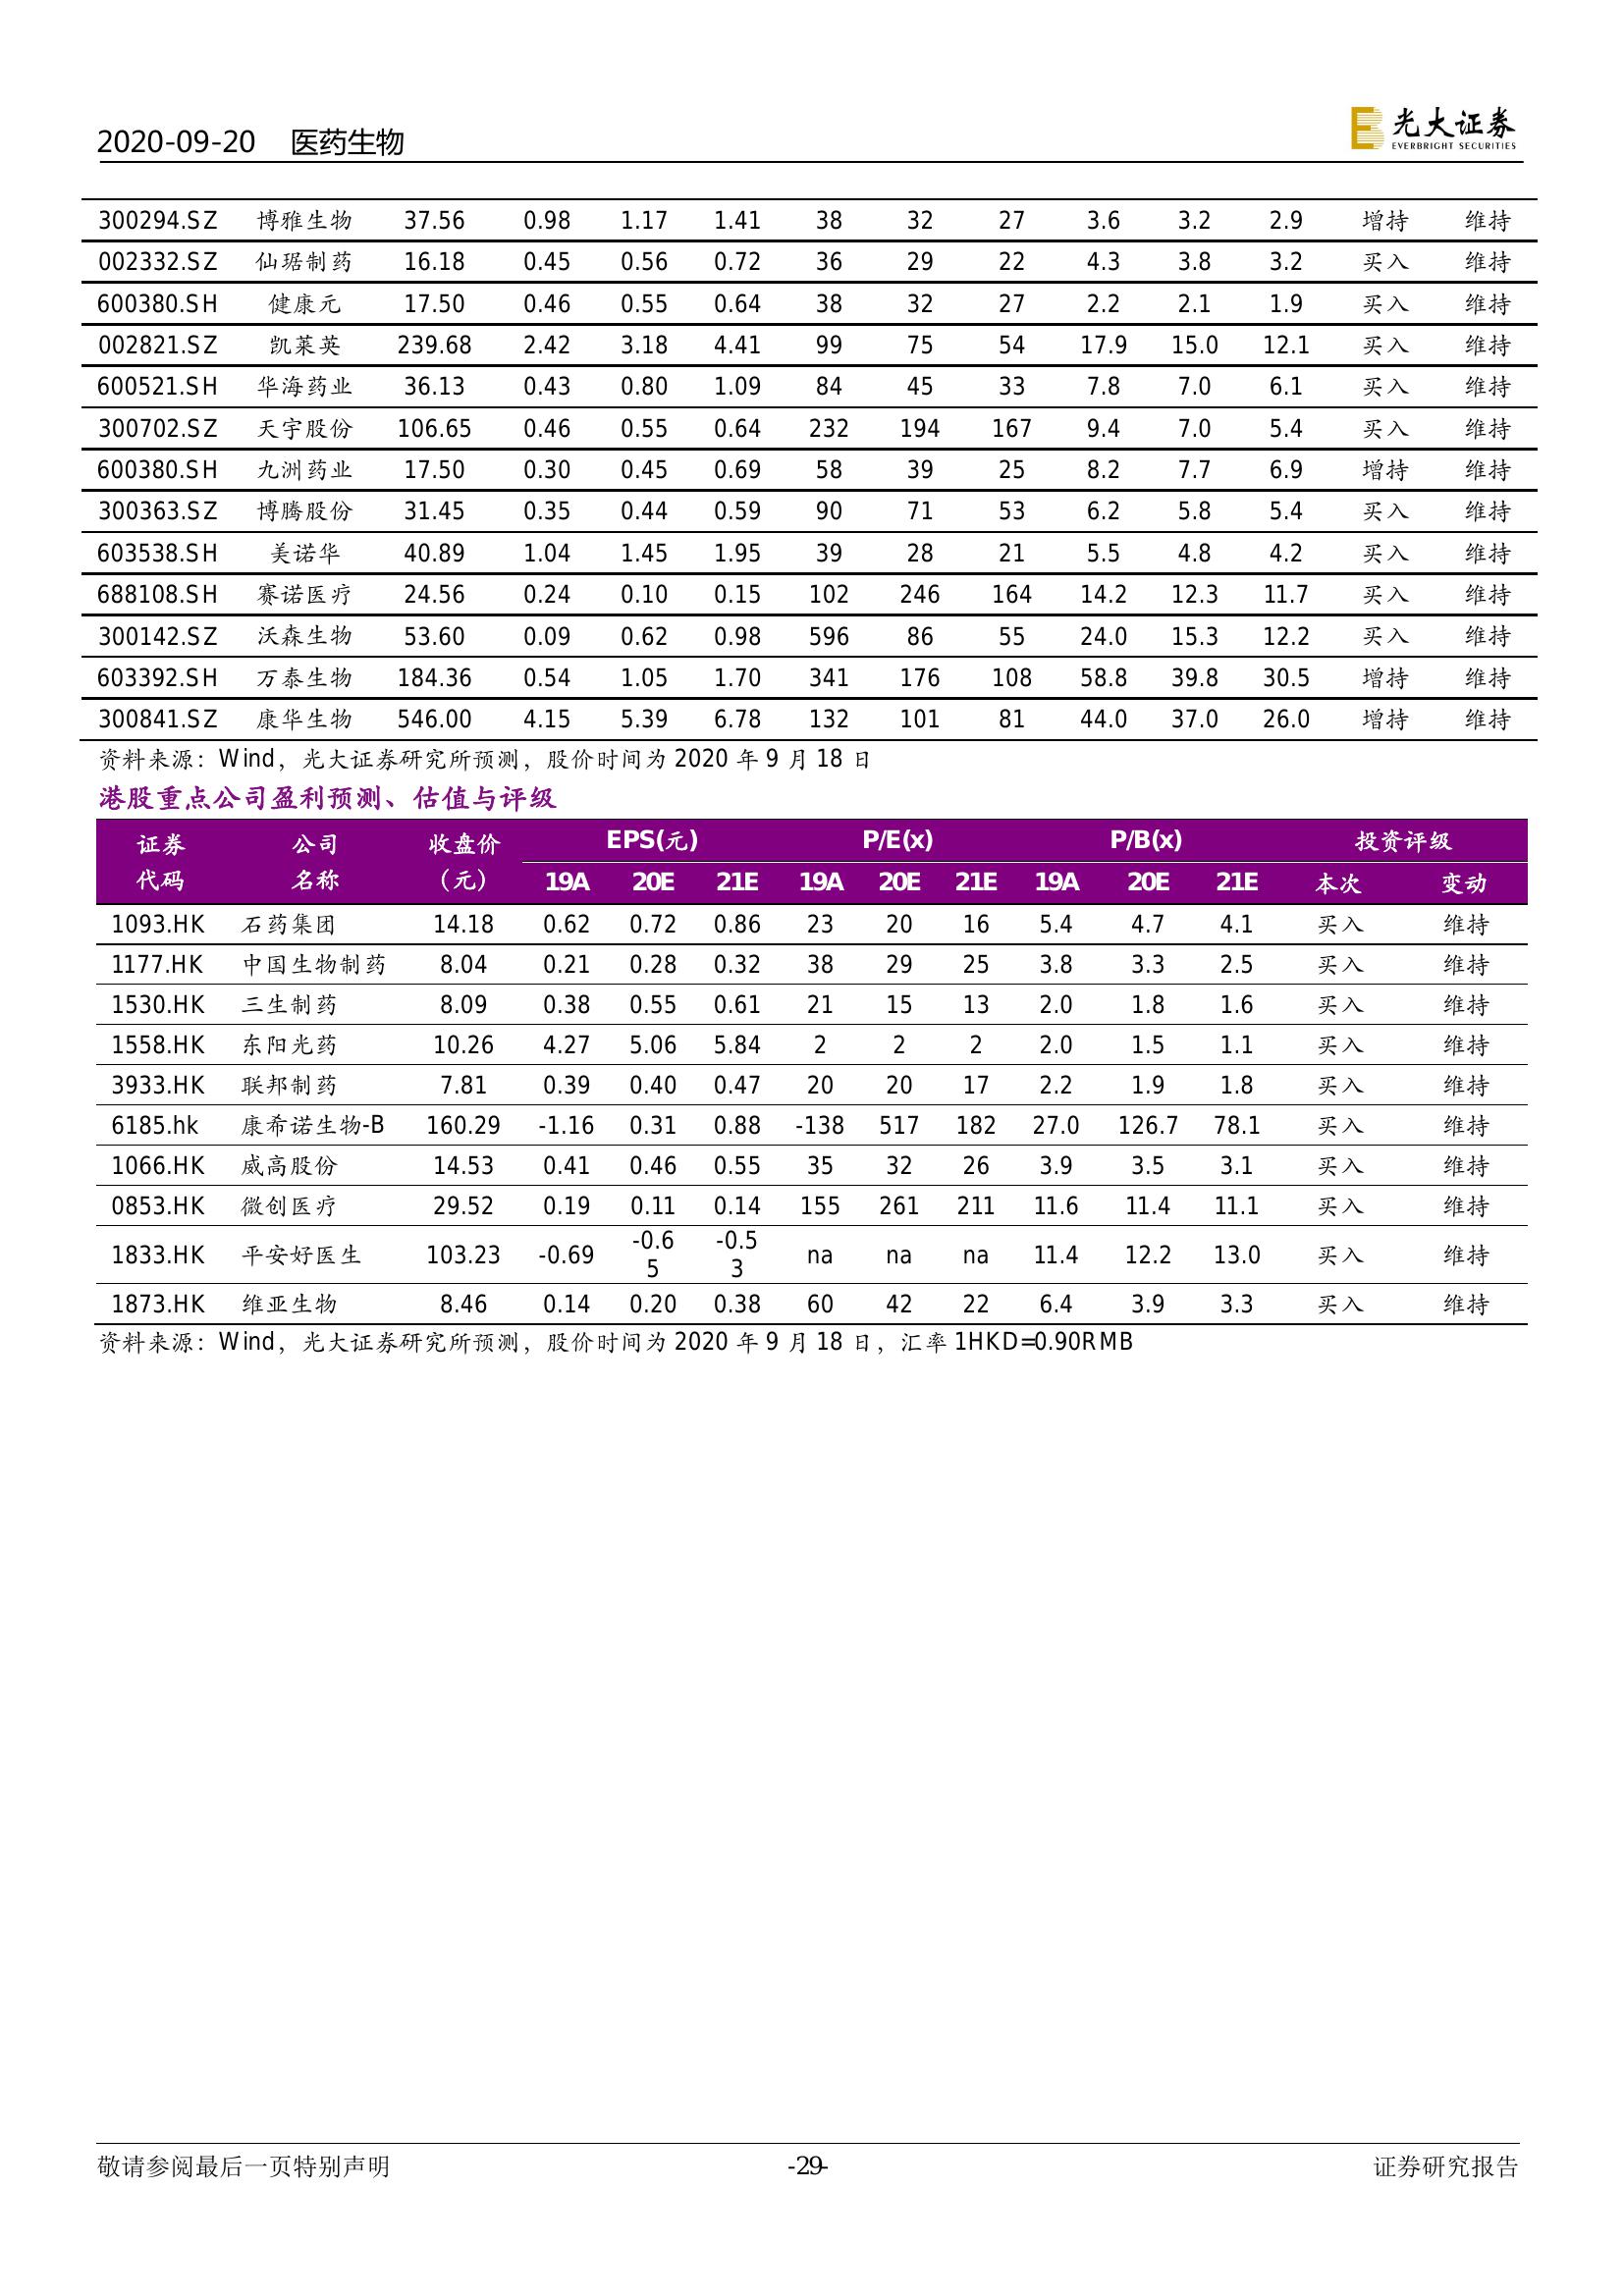 2020-09-20 医药生物
光大证券
EVERBRIGHT SECURITIES
300294.SZ 博雅生物 37.56 0.98 1.17 1.41 38 32 27 3.6 3.2 2.9 增持 维持
002332.SZ 仙琚制药 16.18 0.45 0.56 0.72 36 29 22 4.3 3.8 3.2 买入 维持
600380.SH 健康元 17.50 0.46 0.55 0.64 38 32 27 2.2 2.1 1.9 买入 维持
002821.SZ 凯莱英 239.68 2.42 3.18 4.41 99 75 54 17.9 15.0 12.1 买入 维持
600521.SH 华海药业 36.13 0.43 0.80 1.09 84 45 33 7.8 7.0 6.1 买入 维持
300702.SZ 天宇股份 106.65 0.46 0.55 0.64 232 194 167 9.4 7.0 5.4 买入 维持
600380.SH 九洲药业 17.50 0.30 0.45 0.69 58 39 25 8.2 7.7 6.9 增持 维持
300363.SZ 博腾股份 31.45 0.35 0.44 0.59 90 71 53 6.2 5.8 5.4 买入 维持
603538.SH 美诺华 40.89 1.04 1.45 1.95 39 28 21 5.5 4.8 4.2 买入 维持
688108.SH 赛诺医疗 24.56 0.24 0.10 0.15 102 246 164 14.2 12.3 11.7 买入 维持
300142.SZ 沃森生物 53.60 0.09 0.62 0.98 596 86 55 24.0 15.3 12.2 买入 维持
603392.SH 万泰生物 184.36 0.54 1.05 1.70 341 176 108 58.8 39.8 30.5 增持 维持
300841.SZ 康华生物 546.00 4.15 5.39 6.78 132 101 81 44.0 37.0 26.0 增持 维持
资料来源：Wind，光大证券研究所预测，股价时间为 2020 年 9 月 18 日
港股重点公司盈利预测、估值与评级
证券 公司 收盘价 EPS(元) P/E(x) P/B(x) 投资评级
代码 名称 （元） 19A 20E 21E 19A 20E 21E 19A 20E 21E 本次 变动
1093.HK 石药集团 14.18 0.62 0.72 0.86 23 20 16 5.4 4.7 4.1 买入 维持
1177.HK 中国生物制药 8.04 0.21 0.28 0.32 38 29 25 3.8 3.3 2.5 买入 维持
1530.HK 三生制药 8.09 0.38 0.55 0.61 21 15 13 2.0 1.8 1.6 买入 维持
1558.HK 东阳光药 10.26 4.27 5.06 5.84 2 2 2 2.0 1.5 1.1 买入 维持
3933.HK 联邦制药 7.81 0.39 0.40 0.47 20 20 17 2.2 1.9 1.8 买入 维持
6185.hk 康希诺生物-B 160.29 -1.16 0.31 0.88 -138 517 182 27.0 126.7 78.1 买入 维持
1066.HK 威高股份 14.53 0.41 0.46 0.55 35 32 26 3.9 3.5 3.1 买入 维持
0853.HK 微创医疗 29.52 0.19 0.11 0.14 155 261 211 11.6 11.4 11.1 买入 维持
1833.HK 平安好医生 103.23 -0.69 -0.65 -0.53 na na na 11.4 12.2 13.0 买入 维持
1873.HK 维亚生物 8.46 0.14 0.20 0.38 60 42 22 6.4 3.9 3.3 买入 维持
资料来源：Wind，光大证券研究所预测，股价时间为 2020 年 9 月 18 日，汇率 1HKD=0.90RMB
敬请参阅最后一页特别声明 -29- 证券研究报告